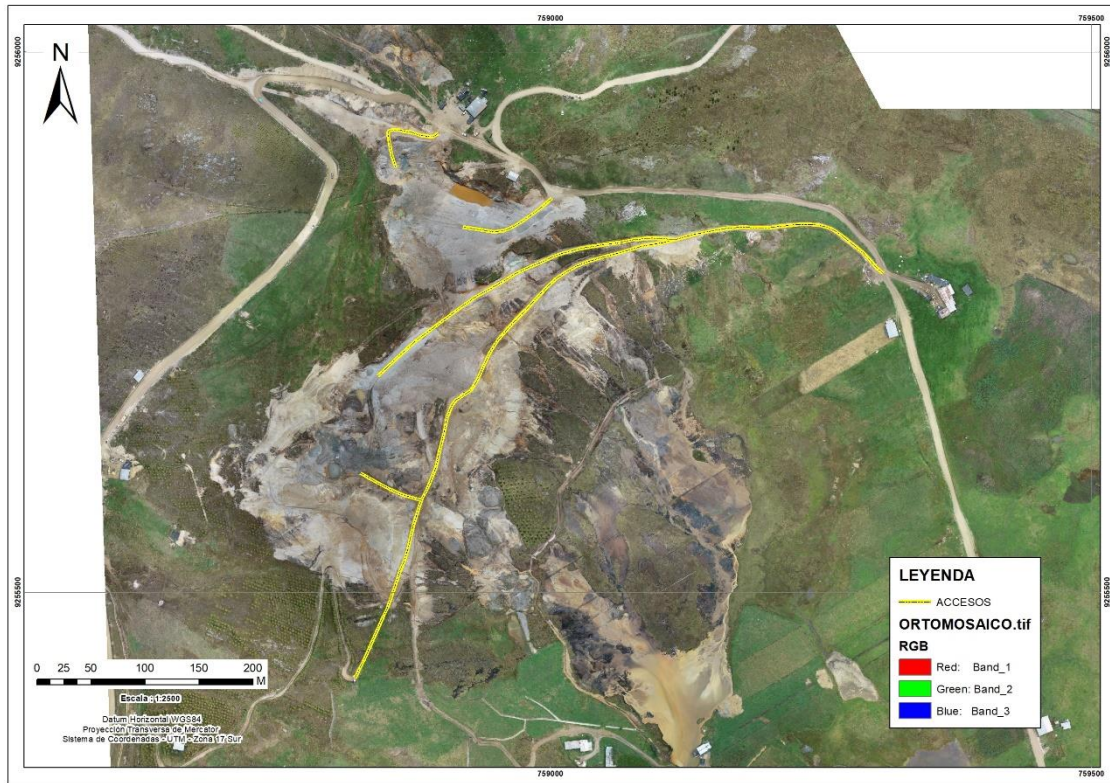 759000
759500
9256000
9256000
N
LEYENDA
ACCESOS
ORTOMOSAICO.tif
RGB
Red: Band_1
Green: Band_2
Blue: Band_3
9255500
9255500
0 25 50 100 150 200
M
Escala : 1:2500
Datum Horizontal WGS84
Proyección Transversa de Mercator
Sistema de Coordenadas - UTM - Zona 17 Sur
759000
759500